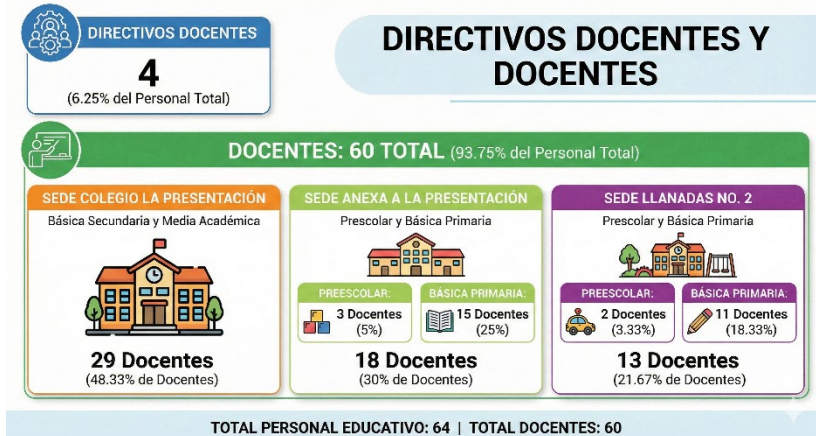 DIRECTIVOS DOCENTES
4
(6.25% del Personal Total)
DIRECTIVOS DOCENTES Y
DOCENTES
DOCENTES: 60 TOTAL (93.75% del Personal Total)
SEDE COLEGIO LA PRESENTACIÓN
Básica Secundaria y Media Académica
29 Docentes
(48.33% de Docentes)
SEDE ANEXA A LA PRESENTACIÓN
Prescolar y Básica Primaria
PREESCOLAR:
3 Docentes
(5%)
BÁSICA PRIMARIA:
15 Docentes
(25%)
18 Docentes
(30% de Docentes)
SEDE LLANADAS NO. 2
Prescolar y Básica Primaria
PREESCOLAR:
2 Docentes
(3.33%)
BÁSICA PRIMARIA:
11 Docentes
(18.33%)
13 Docentes
(21.67% de Docentes)
TOTAL PERSONAL EDUCATIVO: 64 | TOTAL DOCENTES: 60